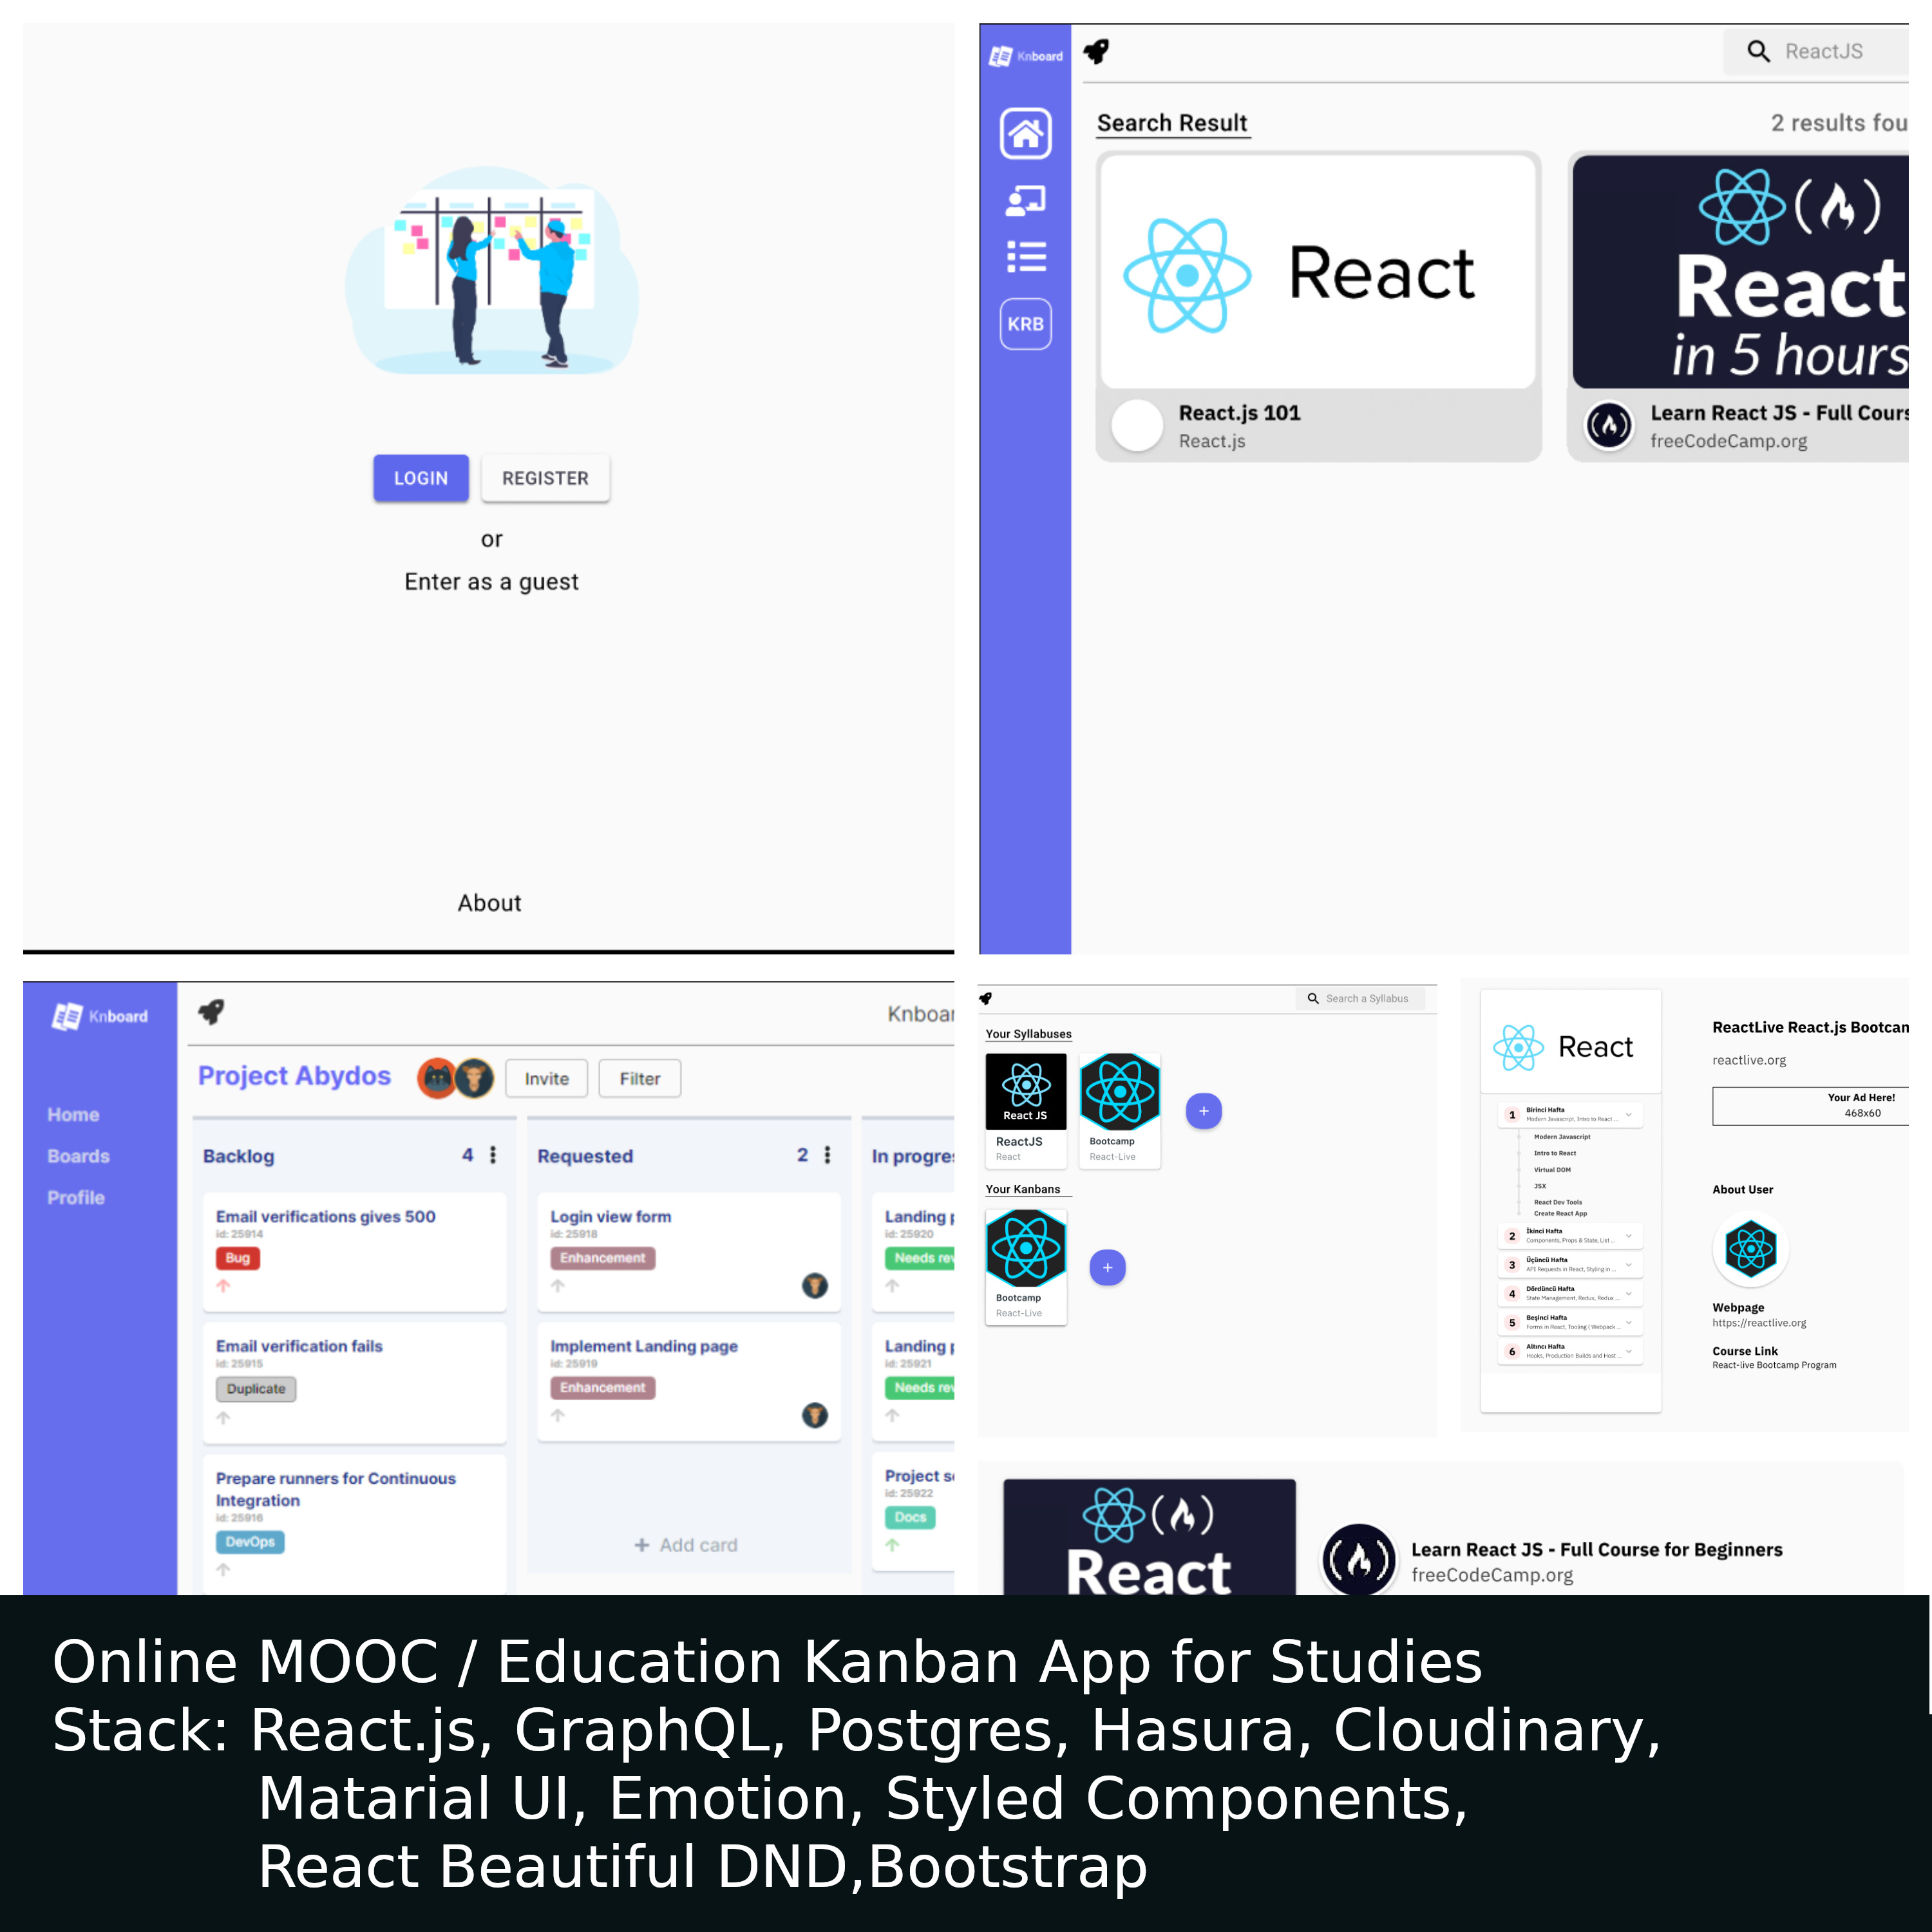 LOGIN
REGISTER
or
Enter as a guest
About
Knboard
ReactJS
Search Result
2 results fou
KRB
React
React.js 101
React.js
React
in 5 hours
Learn React JS - Full Cours
freeCodeCamp.org
Knboard
Knboar
Home
Boards
Profile
Project Abydos
Invite
Filter
Backlog
4
Email verifications gives 500
id: 25914
Bug
Email verification fails
id: 25915
Duplicate
Prepare runners for Continuous
Integration
id: 25916
DevOps
Requested
2
Login view form
id: 25918
Enhancement
Implement Landing page
id: 25919
Enhancement
+ Add card
In progre
Landing p
id: 25920
Needs rev
Landing p
id: 25921
Needs rev
Project se
id: 25922
Docs
Search a Syllabus
Your Syllabuses
React JS
ReactJS
React
Bootcamp
React-Live
+
Your Kanbans
Bootcamp
React-Live
+
React
1
Birinci Hafta
Modern Javascript, Intro to React ...
Modern Javascript
Intro to React
Virtual DOM
JSX
React Dev Tools
Create React App
2
İkinci Hafta
Components, Props & State, List ...
3
Üçüncü Hafta
API Requests in React, Styling in ...
4
Dördüncü Hafta
State Management, Redux, Redux ...
5
Beşinci Hafta
Forms in React, Tooling ( Webpack ...
6
Altıncı Hafta
Hooks, Production Builds and Host ...
ReactLive React.js Bootcam
reactlive.org
Your Ad Here!
468x60
About User
Webpage
https://reactlive.org
Course Link
React-live Bootcamp Program
React
Learn React JS - Full Course for Beginners
freeCodeCamp.org
Online MOOC / Education Kanban App for Studies
Stack: React.js, GraphQL, Postgres, Hasura, Cloudinary,
Matarial UI, Emotion, Styled Components,
React Beautiful DND,Bootstrap